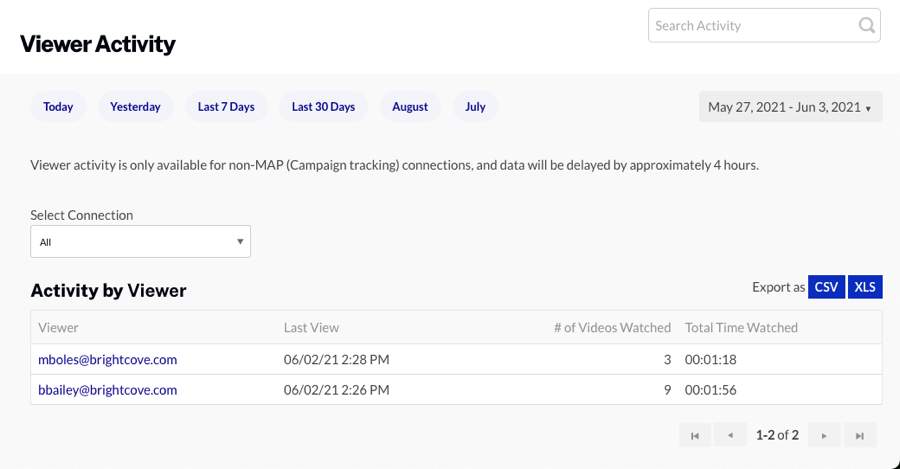 Viewer Activity
Search Activity
Today Yesterday Last 7 Days Last 30 Days August July May 27, 2021 - Jun 3, 2021 ▾
Viewer activity is only available for non-MAP (Campaign tracking) connections, and data will be delayed by approximately 4 hours.
Select Connection
All
Activity by Viewer
Export as CSV XLS
Viewer Last View # of Videos Watched Total Time Watched
mboles@brightcove.com 06/02/21 2:28 PM 3 00:01:18
bbailey@brightcove.com 06/02/21 2:26 PM 9 00:01:56
1-2 of 2